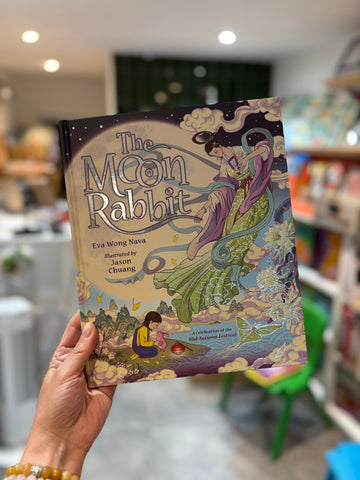 The
Moon
Rabbit
Eva Wong Nava
Illustrated by
Jason
Chuang
A Celebration of the
Mid-Autumn Festival